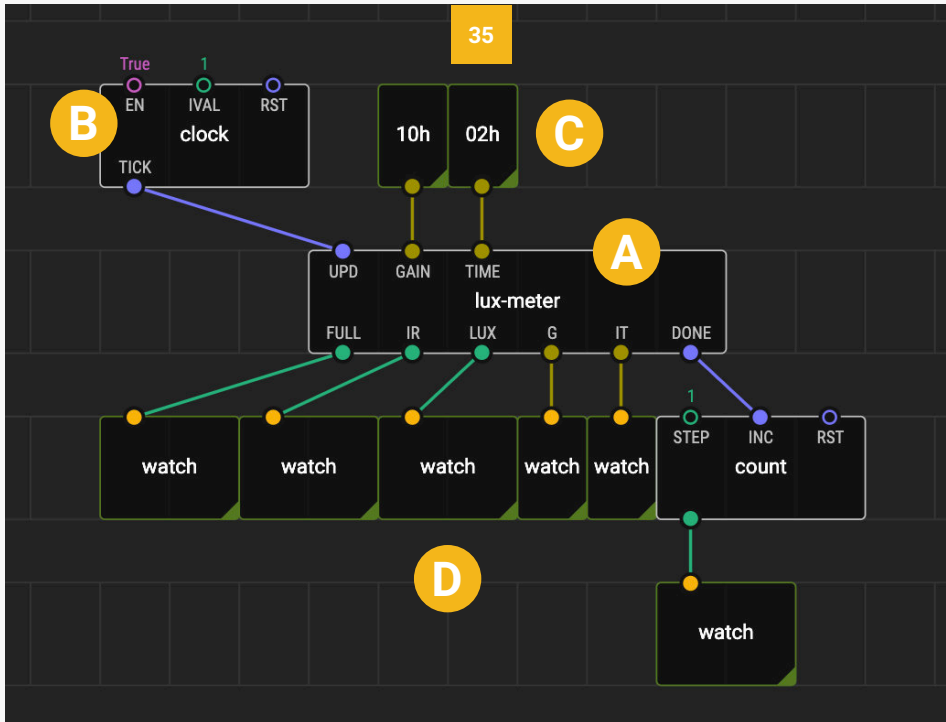 35
True 1
EN IVAL RST
B clock
10h 02h C
TICK
A
UPD GAIN TIME
lux-meter
FULL IR LUX G IT DONE
1
STEP INC RST
watch watch watch watch watch count
D
watch